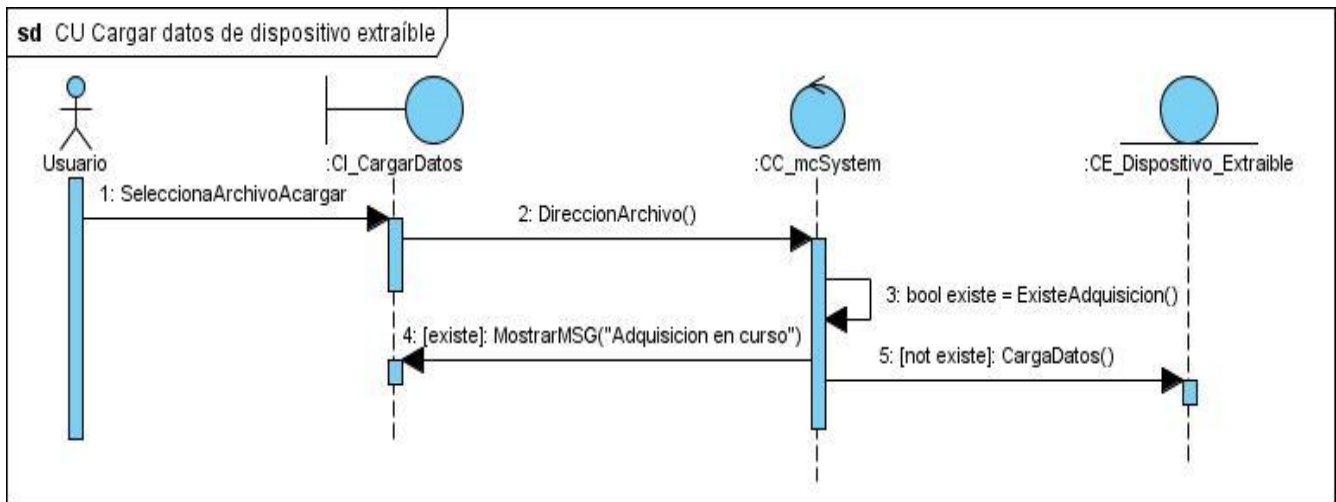 sd CU Cargar datos de dispositivo extraíble
Usuario
:CI_CargarDatos
:CC_mcSystem
:CE_Dispositivo_Extraible
1: SeleccionaArchivoAcargar
2: DireccionArchivo()
3: bool existe = ExisteAdquisicion()
4: [existe]: MostrarMSG("Adquisicion en curso")
5: [not existe]: CargaDatos()